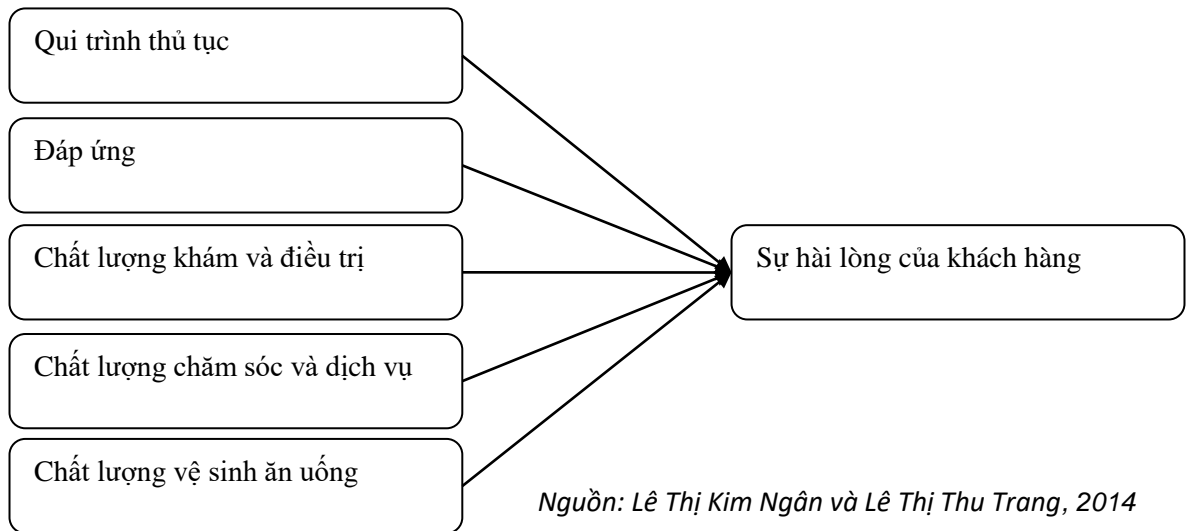 Qui trình thủ tục
Đáp ứng
Chất lượng khám và điều trị
Sự hài lòng của khách hàng
Chất lượng chăm sóc và dịch vụ
Chất lượng vệ sinh ăn uống
Nguồn: Lê Thị Kim Ngân và Lê Thị Thu Trang, 2014